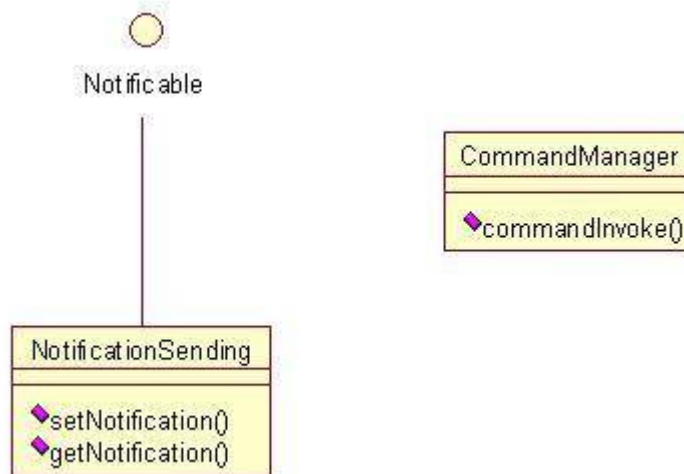 Notificable
CommandManager
commandInvoke()
NotificationSending
setNotification()
getNotification()